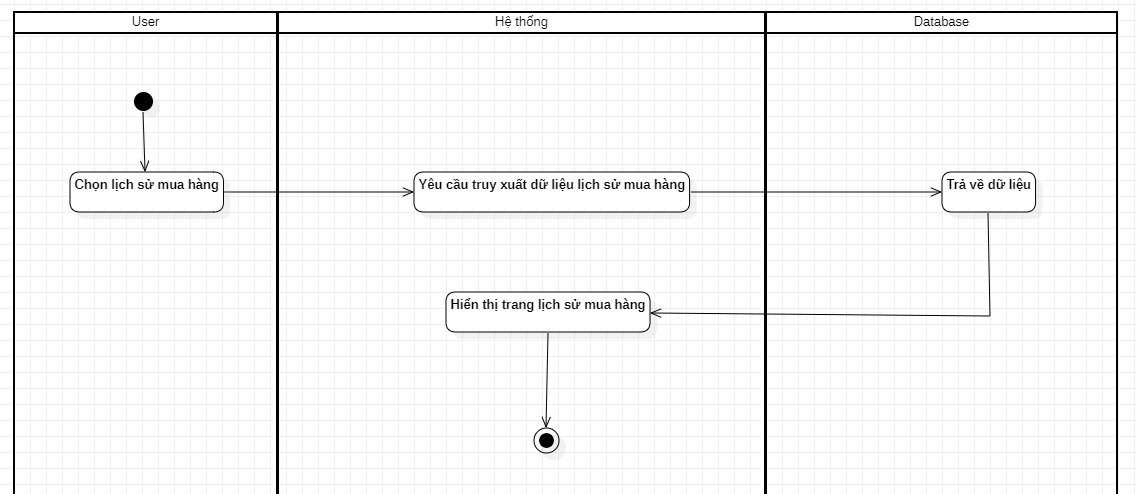 User
Hệ thống
Database
Chọn lịch sử mua hàng
Yêu cầu truy xuất dữ liệu lịch sử mua hàng
Trả về dữ liệu
Hiển thị trang lịch sử mua hàng